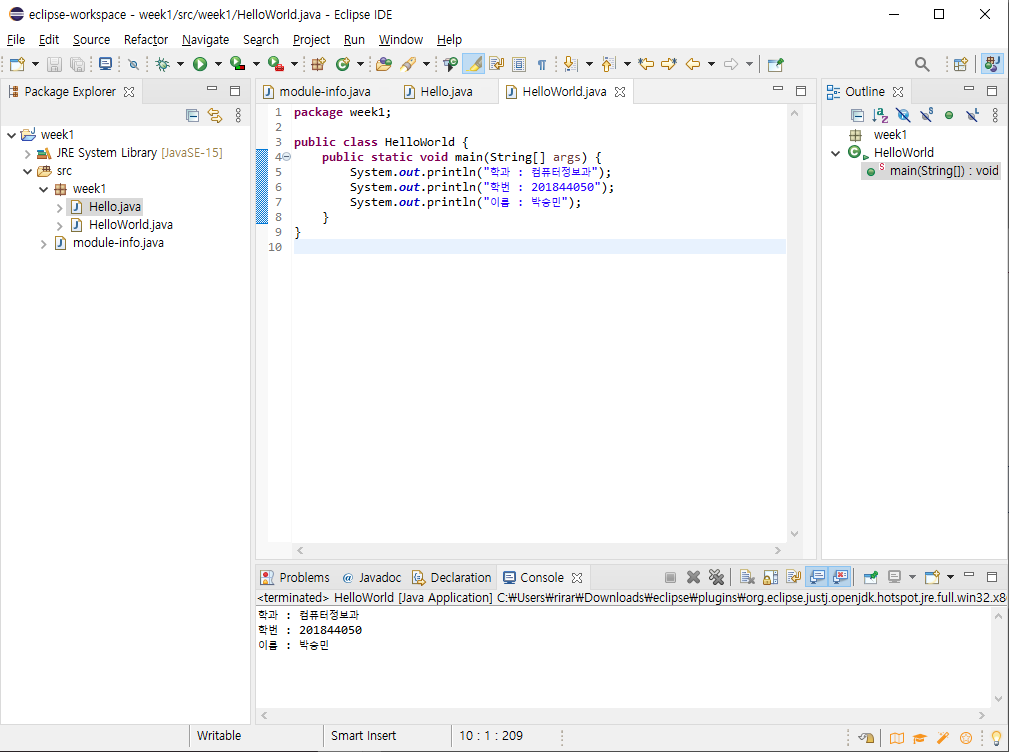 eclipse-workspace - week1/src/week1/HelloWorld.java - Eclipse IDE
File Edit Source Refactor Navigate Search Project Run Window Help
Package Explorer
week1
JRE System Library [JavaSE-15]
src
week1
Hello.java
HelloWorld.java
module-info.java
module-info.java Hello.java HelloWorld.java
1 package week1;
2
3 public class HelloWorld {
4 public static void main(String[] args) {
5 System.out.println("학과 : 컴퓨터정보과");
6 System.out.println("학번 : 201844050");
7 System.out.println("이름 : 박승민");
8 }
9 }
10
Outline
week1
HelloWorld
main(String[]) : void
Problems Javadoc Declaration Console
<terminated> HelloWorld [Java Application] C:₩Users₩rirar₩Downloads₩eclipse₩plugins₩org.eclipse.justj.openjdk.hotspot.jre.full.win32.x8
학과 : 컴퓨터정보과
학번 : 201844050
이름 : 박승민
Writable Smart Insert 10 : 1 : 209